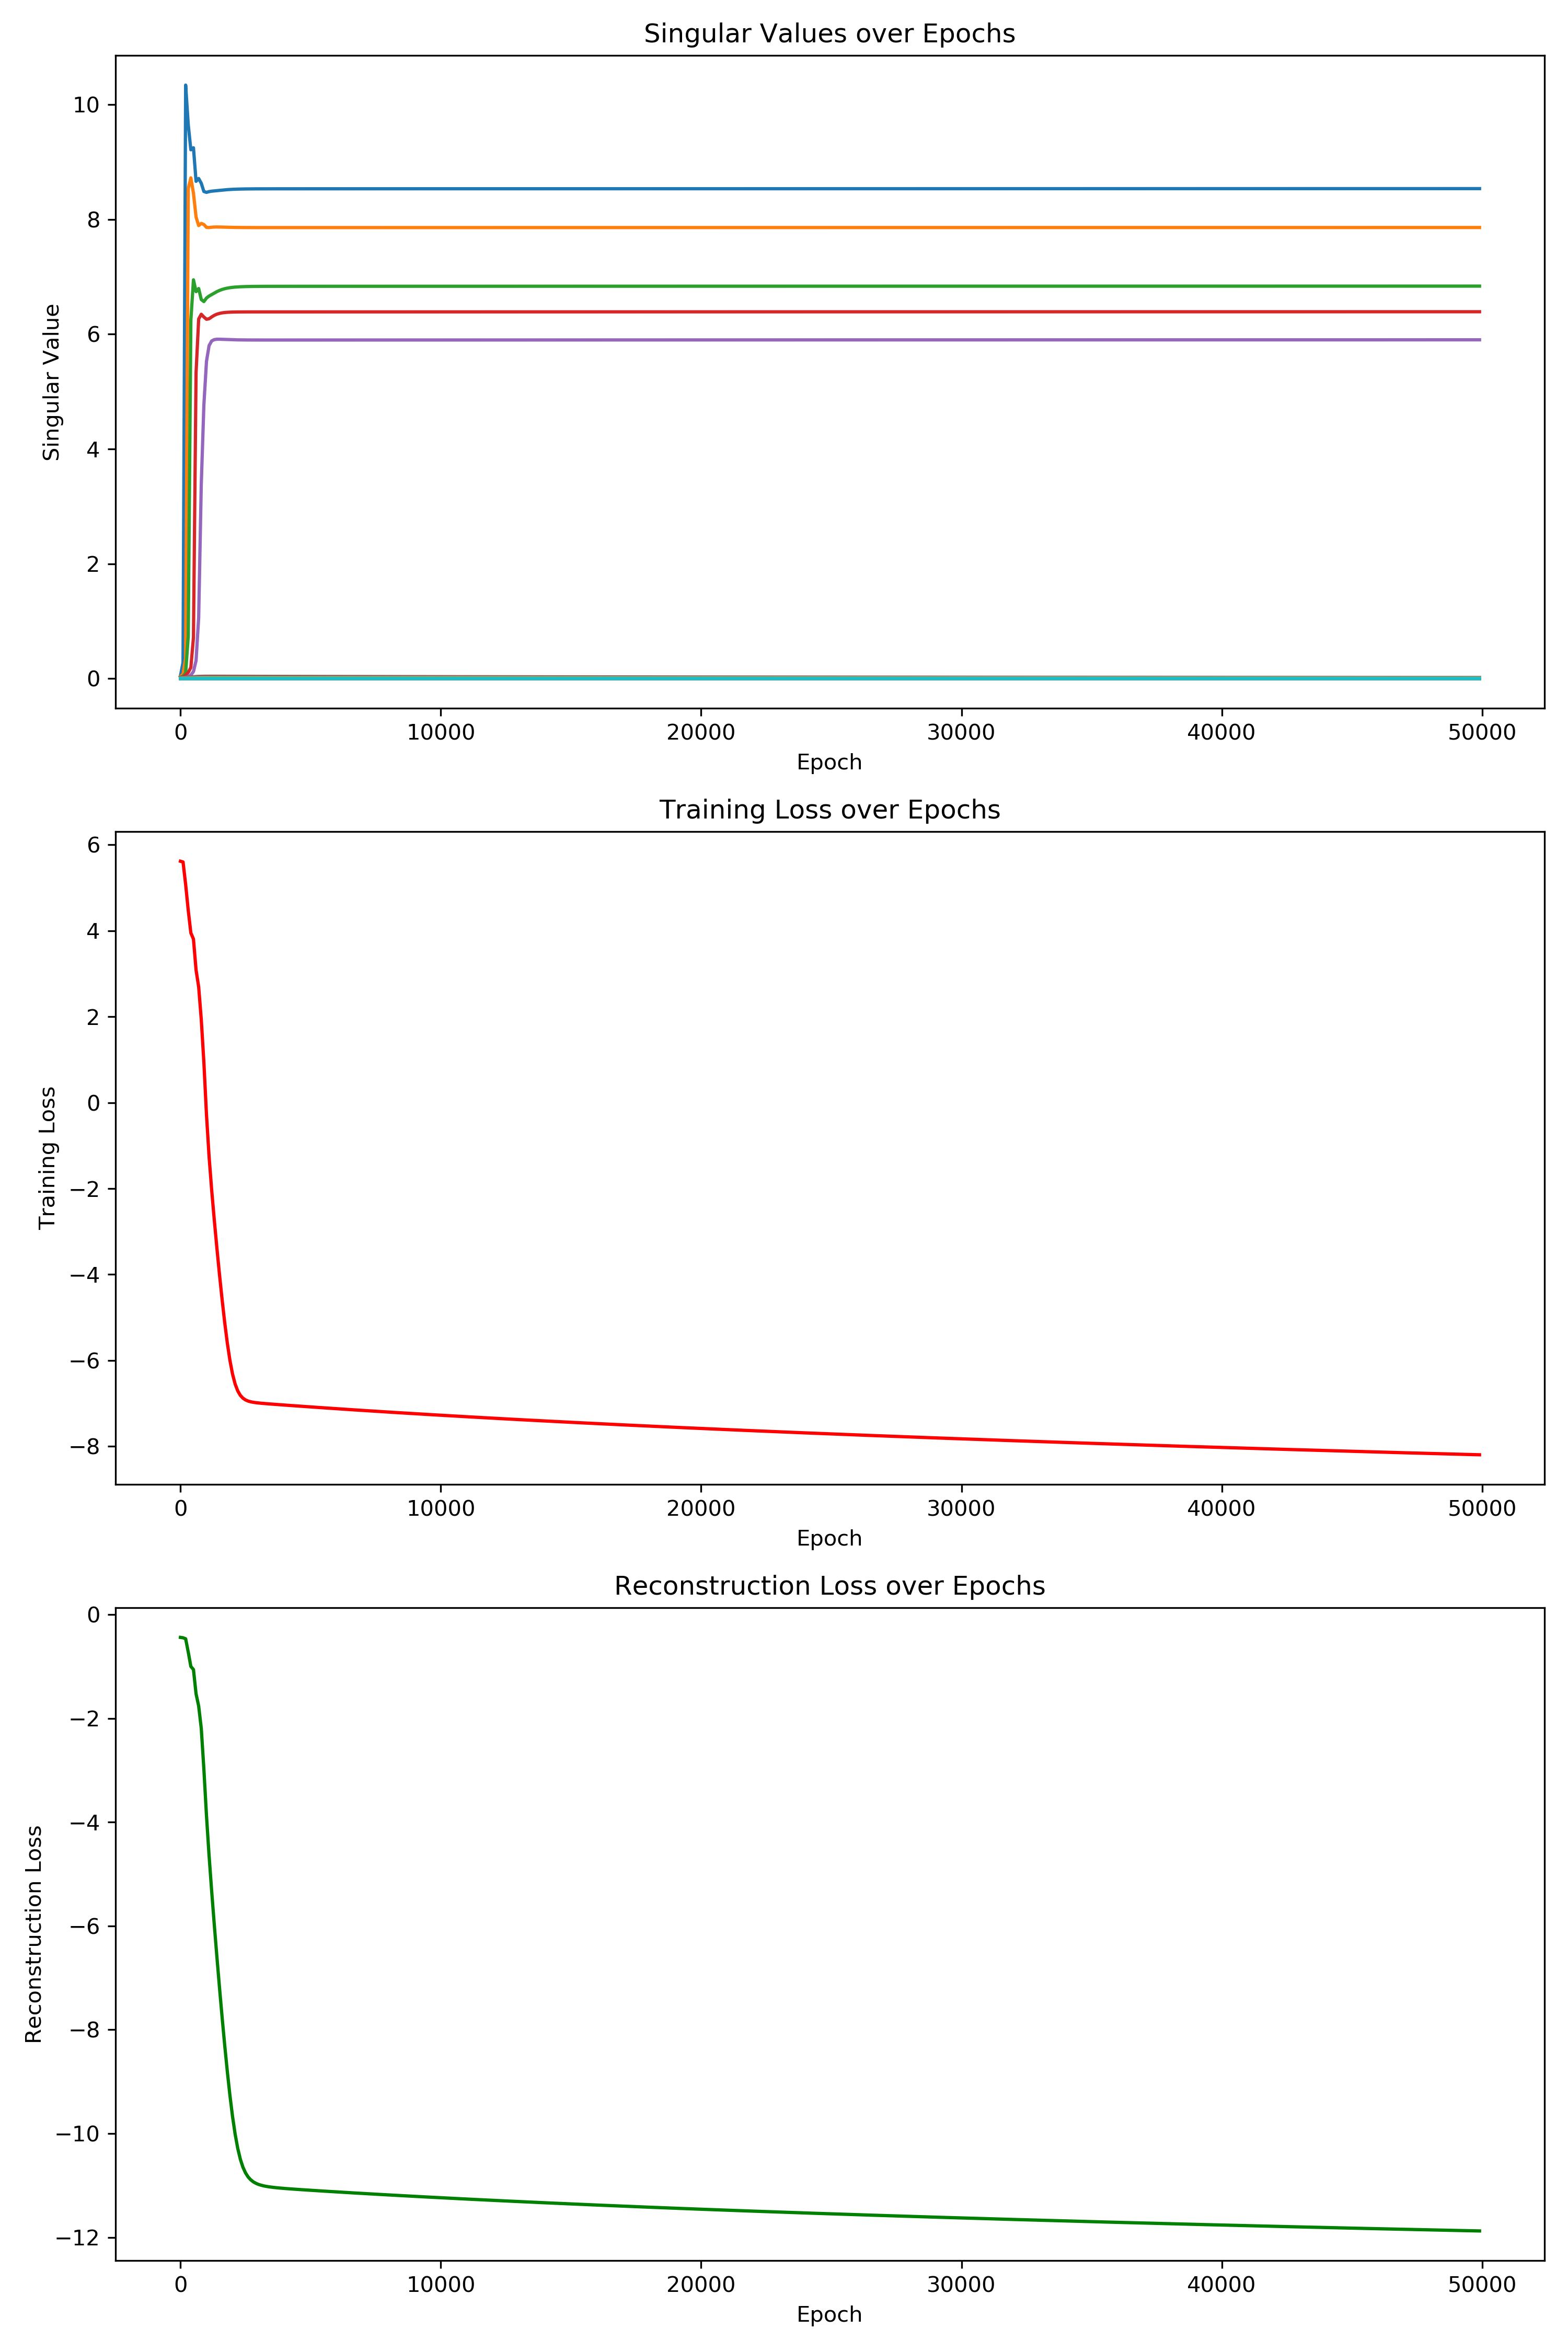 Singular Values over Epochs
10
8
6
4
2
0
Singular Value
0 10000 20000 30000 40000 50000
Epoch
Training Loss over Epochs
6
4
2
0
−2
−4
−6
−8
Training Loss
0 10000 20000 30000 40000 50000
Epoch
Reconstruction Loss over Epochs
0
−2
−4
−6
−8
−10
−12
Reconstruction Loss
0 10000 20000 30000 40000 50000
Epoch